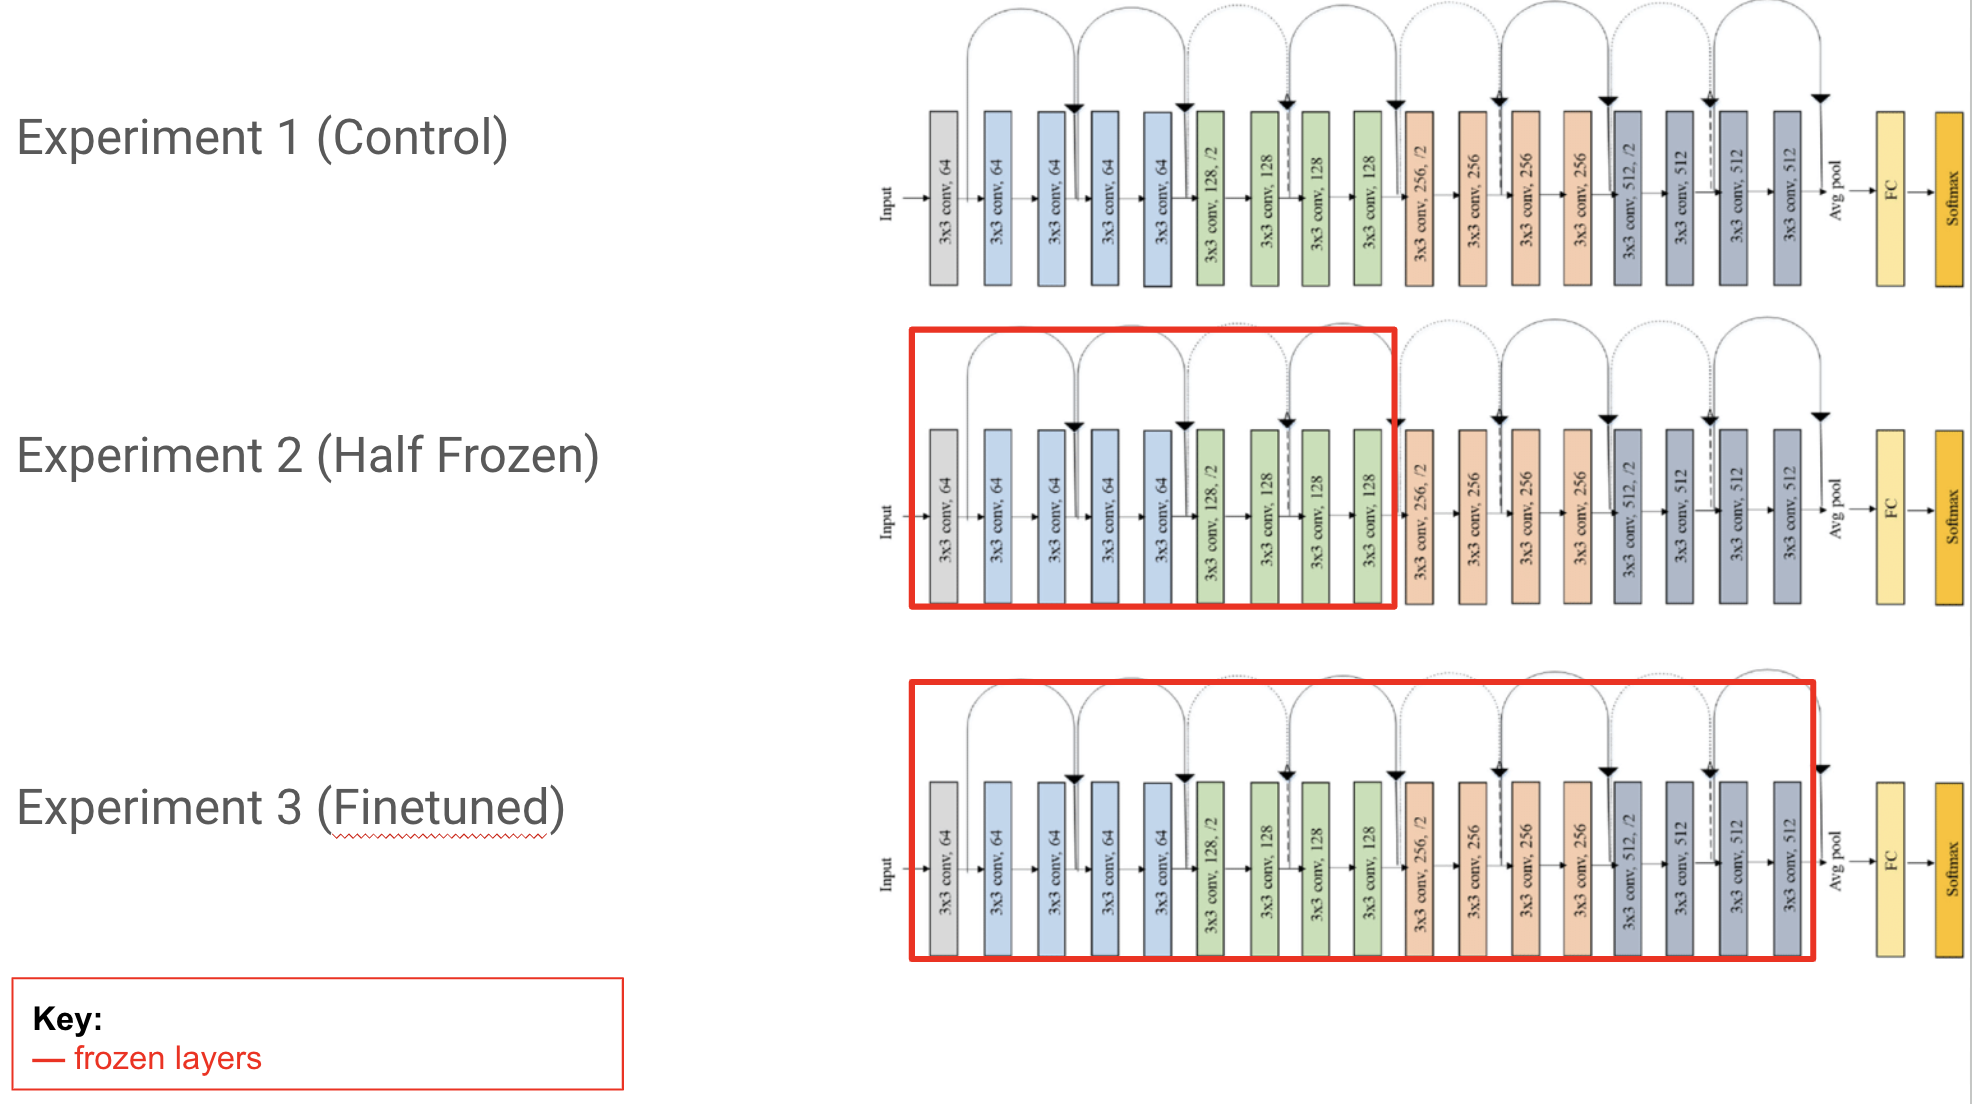 Experiment 1 (Control)
Input
3x3 conv, 64
3x3 conv, 64
3x3 conv, 64
3x3 conv, 64
3x3 conv, 64
3x3 conv, 128, /2
3x3 conv, 128
3x3 conv, 128
3x3 conv, 128
3x3 conv, 256, /2
3x3 conv, 256
3x3 conv, 256
3x3 conv, 256
3x3 conv, 512, /2
3x3 conv, 512
3x3 conv, 512
3x3 conv, 512
Avg pool
FC
Softmax
Experiment 2 (Half Frozen)
Input
3x3 conv, 64
3x3 conv, 64
3x3 conv, 64
3x3 conv, 64
3x3 conv, 64
3x3 conv, 128, /2
3x3 conv, 128
3x3 conv, 128
3x3 conv, 128
3x3 conv, 256, /2
3x3 conv, 256
3x3 conv, 256
3x3 conv, 256
3x3 conv, 512, /2
3x3 conv, 512
3x3 conv, 512
3x3 conv, 512
Avg pool
FC
Softmax
Experiment 3 (Finetuned)
Input
3x3 conv, 64
3x3 conv, 64
3x3 conv, 64
3x3 conv, 64
3x3 conv, 64
3x3 conv, 128, /2
3x3 conv, 128
3x3 conv, 128
3x3 conv, 128
3x3 conv, 256, /2
3x3 conv, 256
3x3 conv, 256
3x3 conv, 256
3x3 conv, 512, /2
3x3 conv, 512
3x3 conv, 512
3x3 conv, 512
Avg pool
FC
Softmax
Key:
— frozen layers